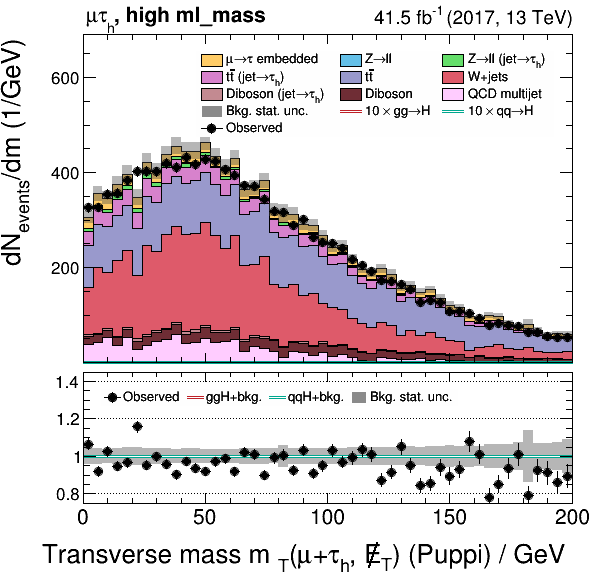 μτh, high ml_mass 41.5 fb⁻¹ (2017, 13 TeV)
dN_events/dm (1/GeV)
μ→τ embedded Z→ll Z→ll (jet→τh)
tt̄ (jet→τh) tt̄ W+jets
Diboson (jet→τh) Diboson QCD multijet
Bkg. stat. unc. 10 × gg→H 10 × qq→H
Observed
600
400
200
1.4
1.2
1
0.8
Observed ggH+bkg. qqH+bkg. Bkg. stat. unc.
0 50 100 150 200
Transverse mass m_T(μ+τh, E̸_T) (Puppi) / GeV